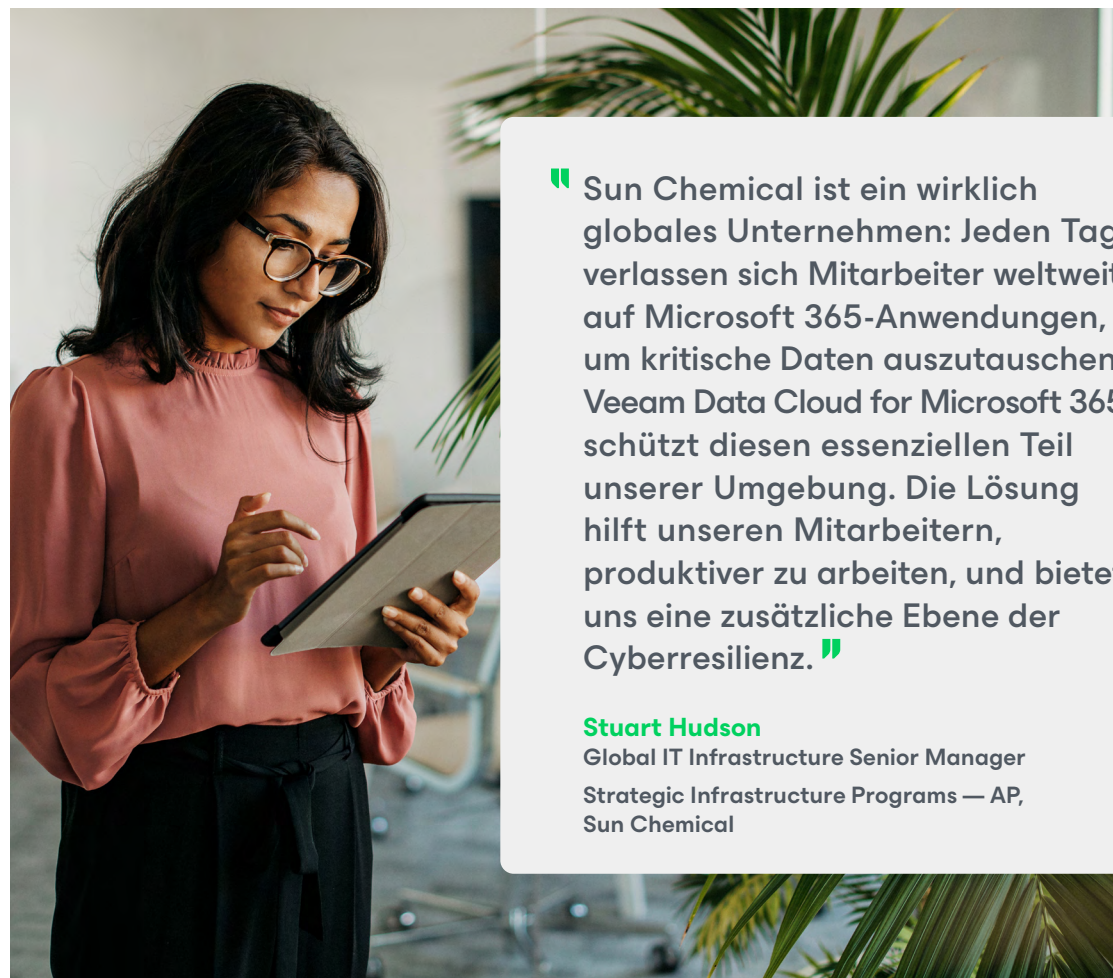 " Sun Chemical ist ein wirklich
globales Unternehmen: Jeden Tag
verlassen sich Mitarbeiter weltweit
auf Microsoft 365-Anwendungen,
um kritische Daten auszutauschen
Veeam Data Cloud for Microsoft 365
schützt diesen essenziellen Teil
unserer Umgebung. Die Lösung
hilft unseren Mitarbeitern,
produktiver zu arbeiten, und bietet
uns eine zusätzliche Ebene der
Cyberresilienz. "
Stuart Hudson
Global IT Infrastructure Senior Manager
Strategic Infrastructure Programs — AP,
Sun Chemical